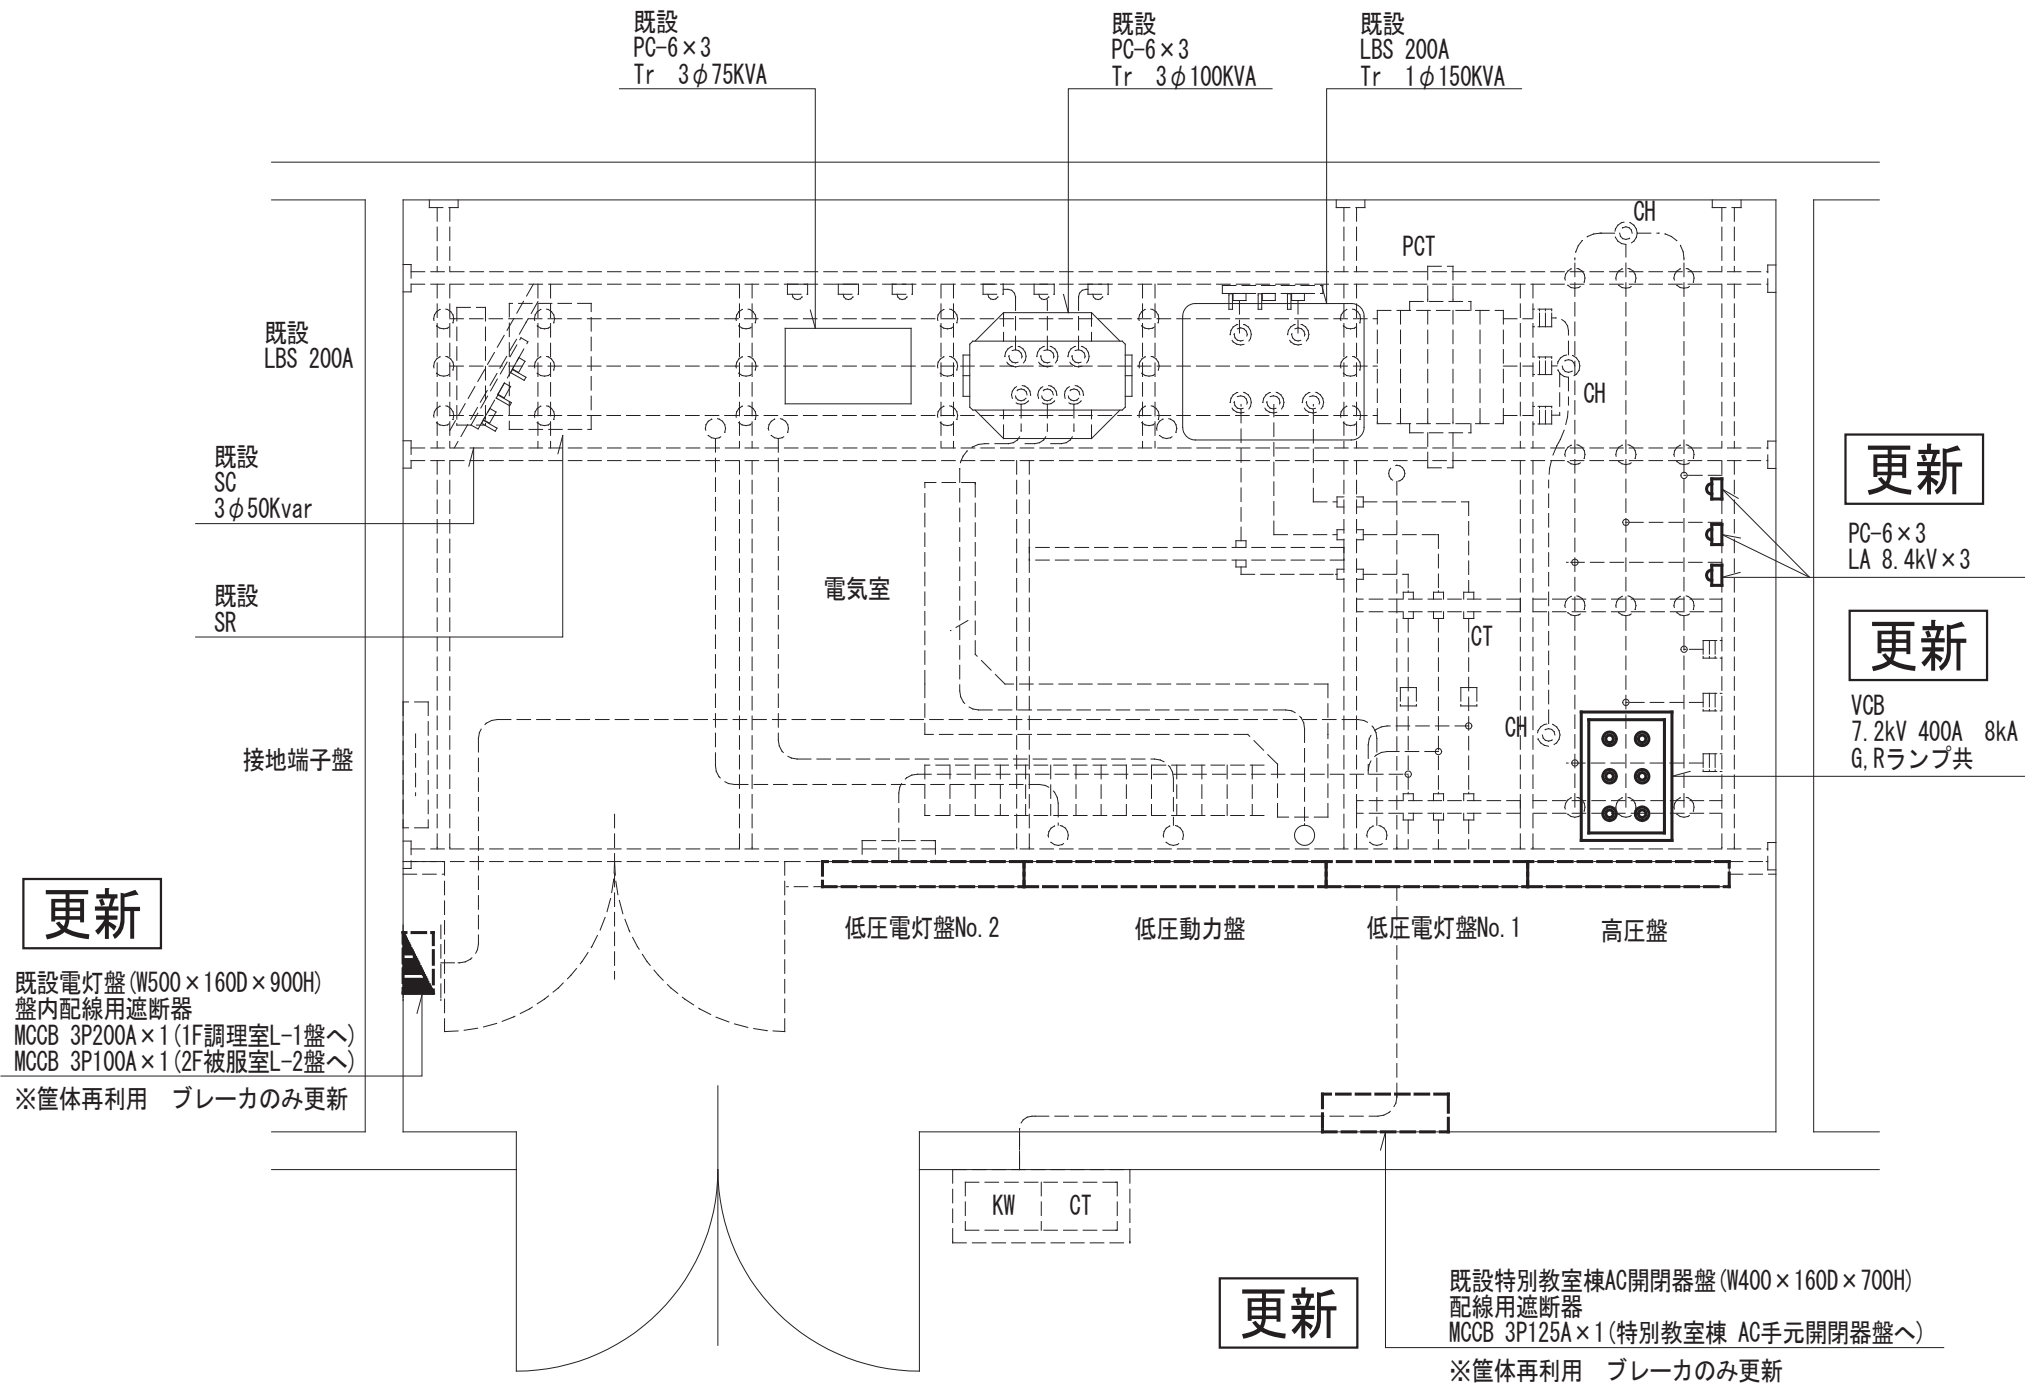 既設
PC-6×3
Tr 3φ75KVA
既設
PC-6×3
Tr 3φ100KVA
既設
LBS 200A
Tr 1φ150KVA
CH
PCT
既設
LBS 200A
CH
既設
SC
3φ50Kvar
更新
PC-6×3
LA 8.4kV×3
電気室
既設
SR
CT
更新
VCB
7.2kV 400A 8kA
G,Rランプ共
CH
接地端子盤
更新
低圧電灯盤No.2
低圧動力盤
低圧電灯盤No.1
高圧盤
既設電灯盤(W500×160D×900H)
盤内配線用遮断器
MCCB 3P200A×1(1F調理室L-1盤へ)
MCCB 3P100A×1(2F被服室L-2盤へ)
※筐体再利用 ブレーカのみ更新
KW
CT
更新
既設特別教室棟AC開閉器盤(W400×160D×700H)
配線用遮断器
MCCB 3P125A×1(特別教室棟 AC手元開閉器盤へ)
※筐体再利用 ブレーカのみ更新